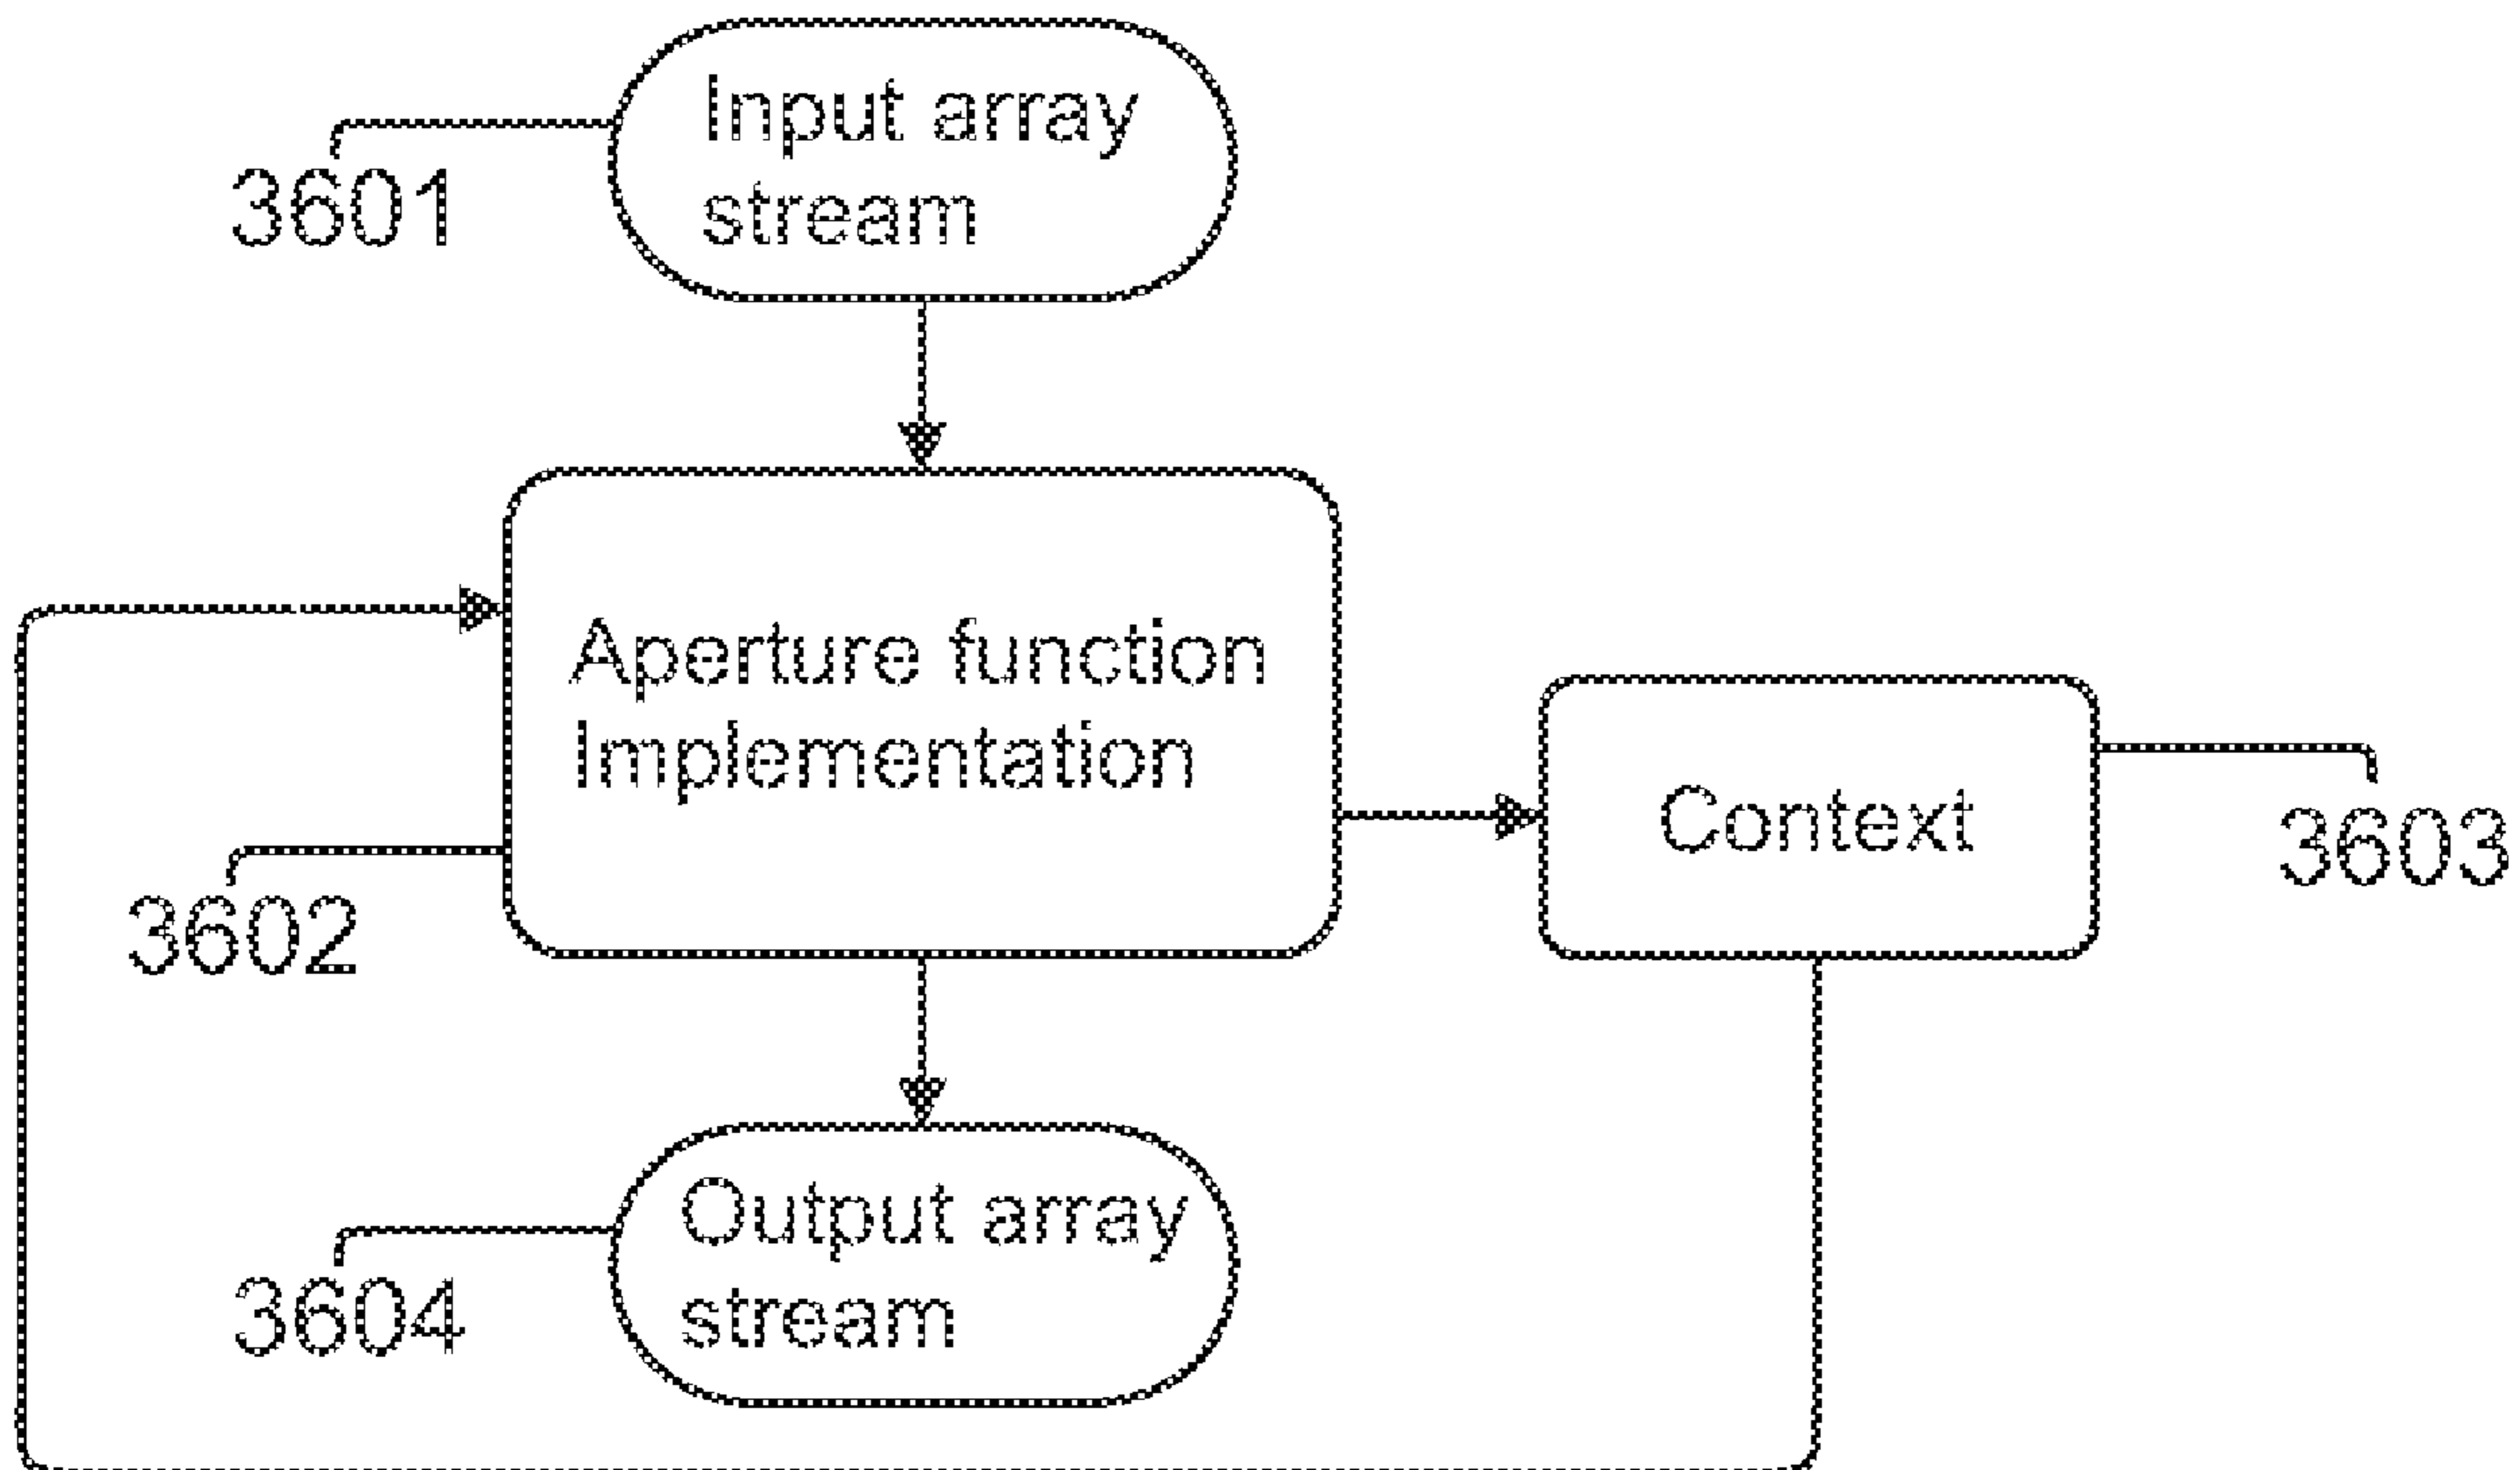 Input array
stream
3601
Aperture function
Implementation
Context
3603
3602
Output array
stream
3604